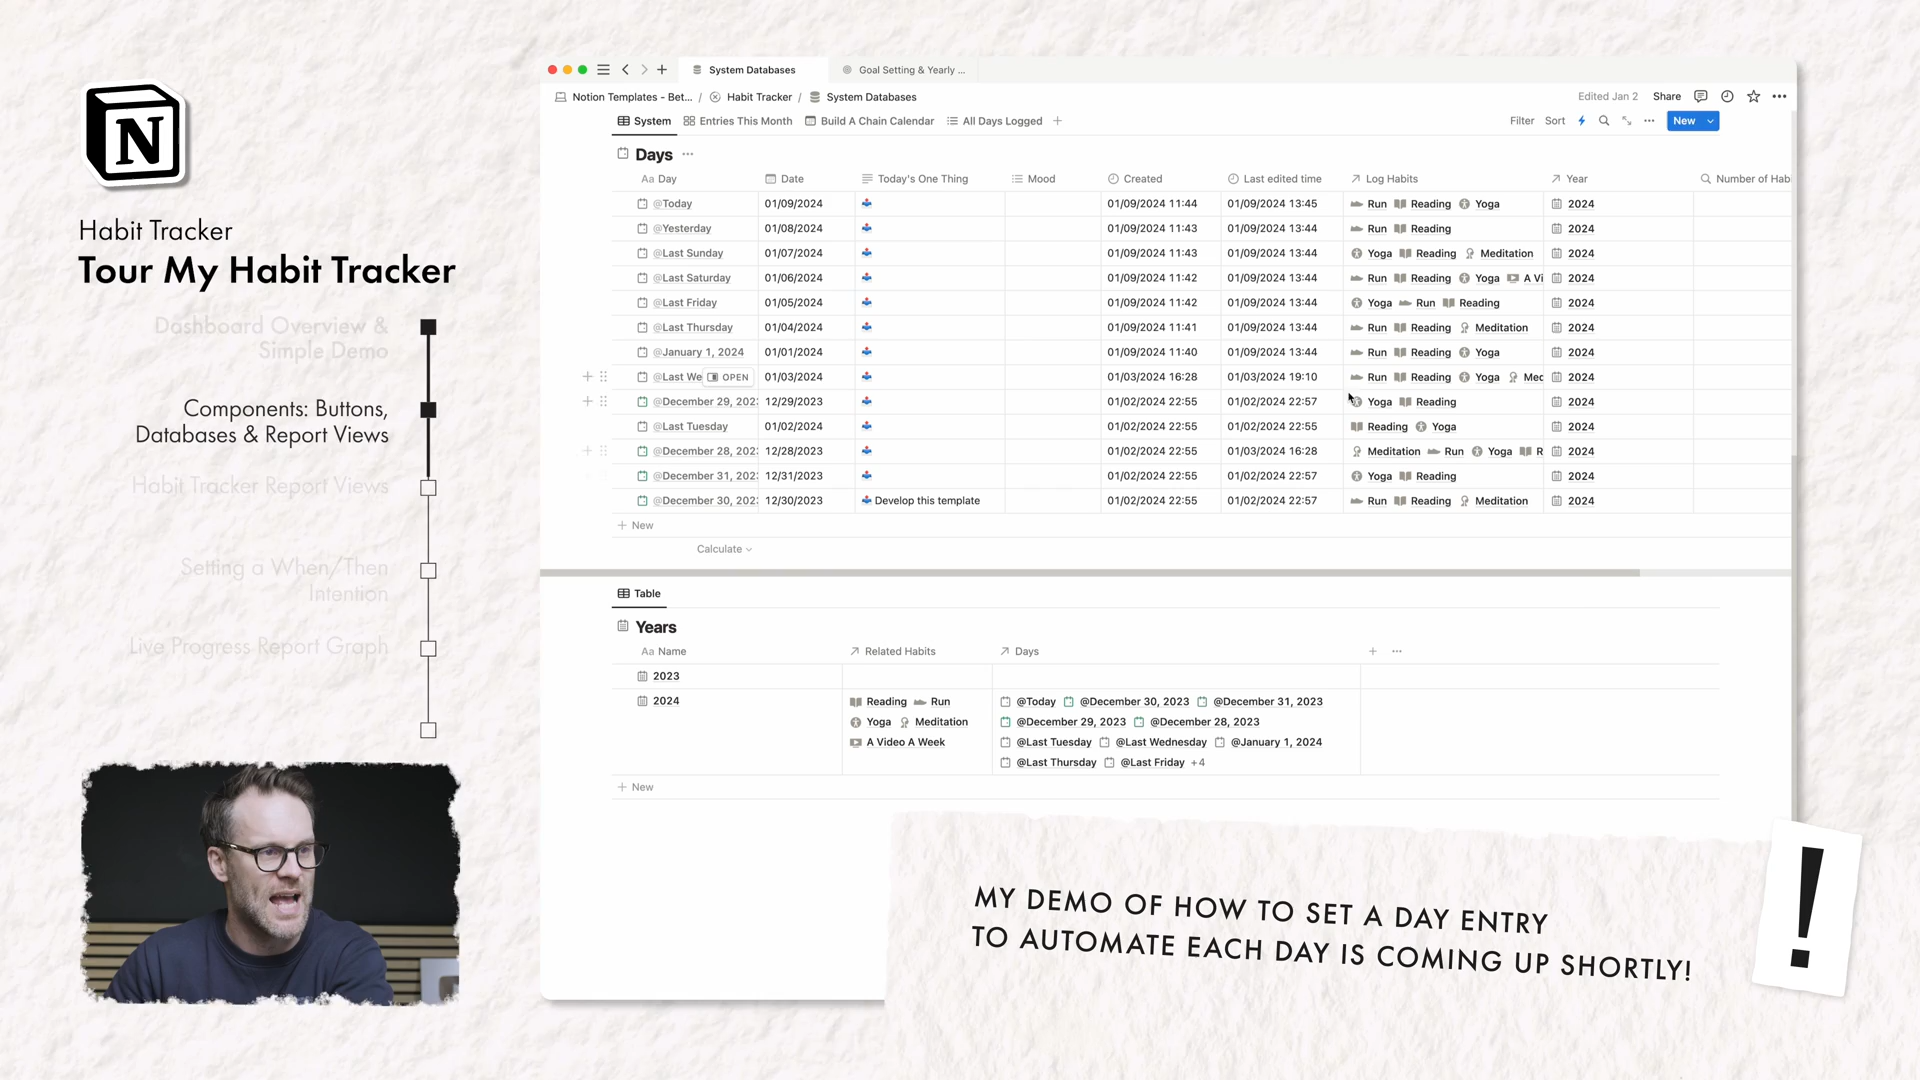 N
Habit Tracker
Tour My Habit Tracker
Dashboard Overview &
Simple Demo
Components: Buttons,
Databases & Report Views
Habit Tracker Report Views
Setting a When/Then
Intention
Live Progress Report Graph
System Databases
Goal Setting & Yearly ...
Notion Templates - Bet... / Habit Tracker / System Databases
Edited Jan 2 Share
System Entries This Month Build A Chain Calendar All Days Logged
Filter Sort New
Days
Aa Day Date Today's One Thing Mood Created Last edited time Log Habits Year Number of Hab
@Today 01/09/2024 01/09/2024 11:44 01/09/2024 13:45 Run Reading Yoga 2024
@Yesterday 01/08/2024 01/09/2024 11:43 01/09/2024 13:44 Run Reading 2024
@Last Sunday 01/07/2024 01/09/2024 11:43 01/09/2024 13:44 Yoga Reading Meditation 2024
@Last Saturday 01/06/2024 01/09/2024 11:42 01/09/2024 13:44 Run Reading Yoga A Vi 2024
@Last Friday 01/05/2024 01/09/2024 11:42 01/09/2024 13:44 Yoga Run Reading 2024
@Last Thursday 01/04/2024 01/09/2024 11:41 01/09/2024 13:44 Run Reading Meditation 2024
@January 1, 2024 01/01/2024 01/09/2024 11:40 01/09/2024 13:44 Run Reading Yoga 2024
@Last We OPEN 01/03/2024 01/03/2024 16:28 01/03/2024 19:10 Run Reading Yoga Med 2024
@December 29, 202 12/29/2023 01/02/2024 22:55 01/02/2024 22:57 Yoga Reading 2024
@Last Tuesday 01/02/2024 01/02/2024 22:55 01/02/2024 22:55 Reading Yoga 2024
@December 28, 202 12/28/2023 01/02/2024 22:55 01/03/2024 16:28 Meditation Run Yoga R 2024
@December 31, 202 12/31/2023 01/02/2024 22:55 01/02/2024 22:57 Yoga Reading 2024
@December 30, 202 12/30/2023 Develop this template 01/02/2024 22:55 01/02/2024 22:57 Run Reading Meditation 2024
New
Calculate
Table
Years
Aa Name Related Habits Days
2023
2024 Reading Run @Today @December 30, 2023 @December 31, 2023
Yoga Meditation @December 29, 2023 @December 28, 2023
A Video A Week @Last Tuesday @Last Wednesday @January 1, 2024
@Last Thursday @Last Friday +4
New
MY DEMO OF HOW TO SET A DAY ENTRY
TO AUTOMATE EACH DAY IS COMING UP SHORTLY!
!